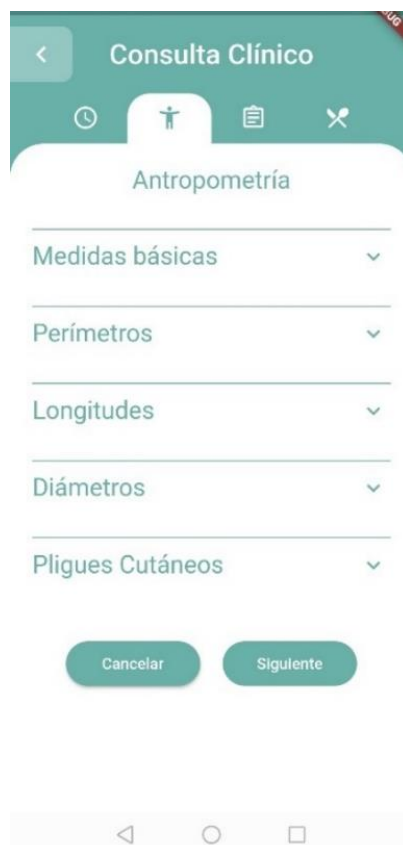 Consulta Clínico
Antropometría
Medidas básicas
Perímetros
Longitudes
Diámetros
Pligues Cutáneos
Cancelar
Siguiente